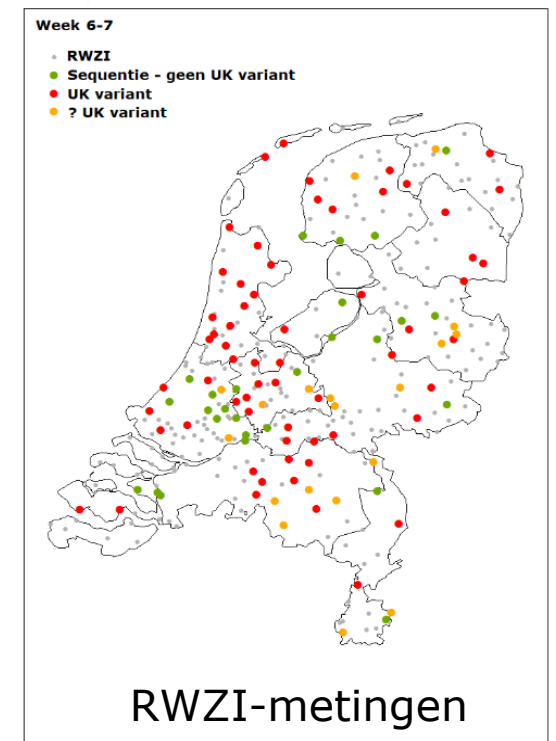 Week 6-7
RWZI
Sequentie - geen UK variant
UK variant
? UK variant
RWZI-metingen